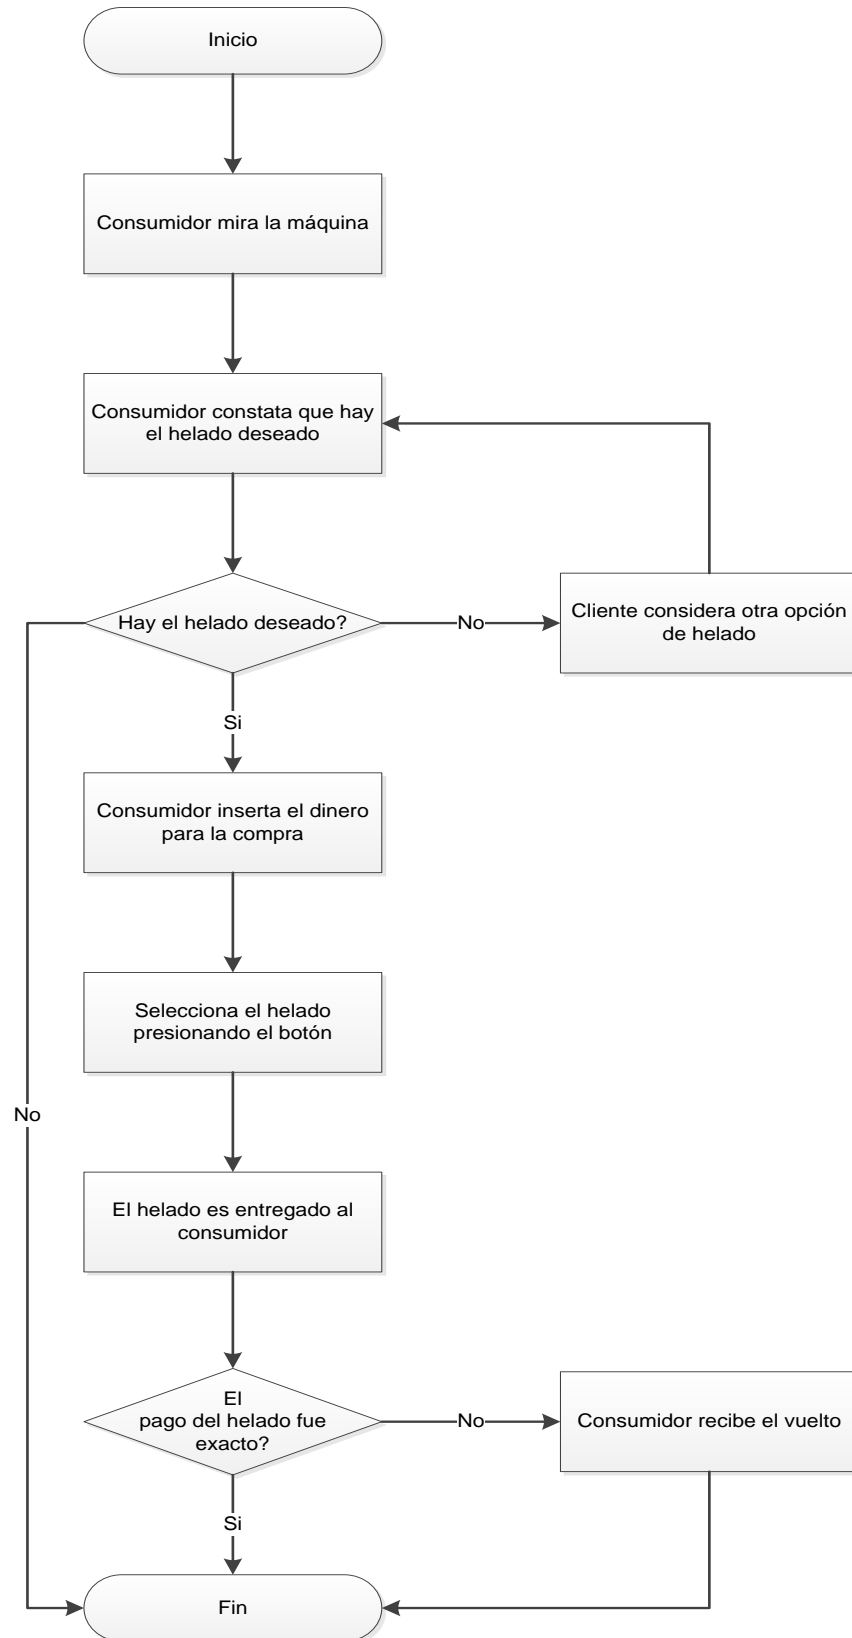 Inicio
Consumidor mira la máquina
Consumidor constata que hay
el helado deseado
Hay el helado deseado?
No
Cliente considera otra opción
de helado
Si
Consumidor inserta el dinero
para la compra
Selecciona el helado
presionando el botón
No
El helado es entregado al
consumidor
El
pago del helado fue
exacto?
No
Consumidor recibe el vuelto
Si
Fin